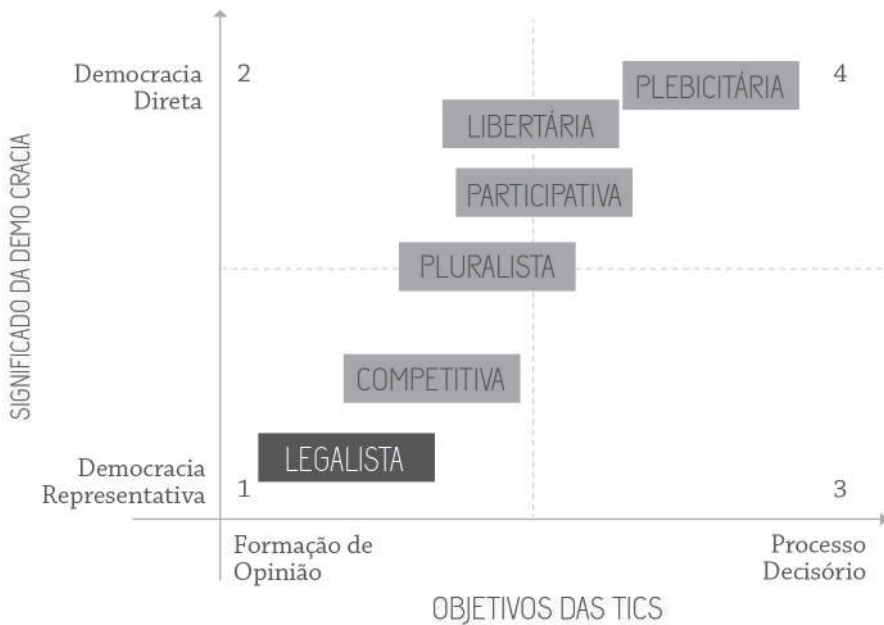 Democracia
Direta
2
4
PLEBICITÁRIA
LIBERTÁRIA
PARTICIPATIVA
PLURALISTA
COMPETITIVA
LEGALISTA
SIGNIFICADO DA DEMO CRACIA
Democracia
Representativa
1
3
Formação de
Opinião
Processo
Decisório
OBJETIVOS DAS TICS